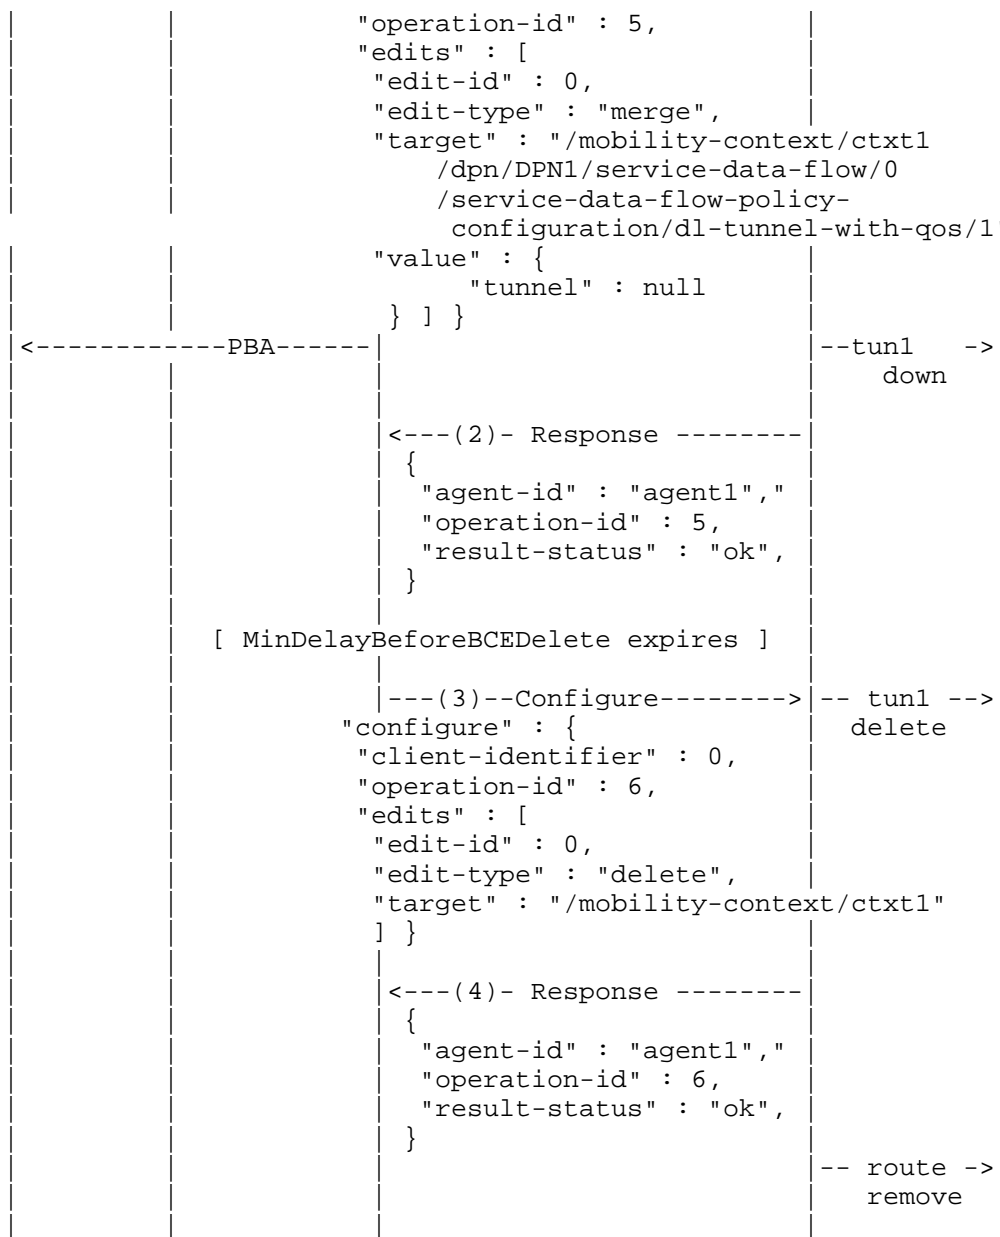 "operation-id" : 5,
"edits" : [
"edit-id" : 0,
"edit-type" : "merge",
"target" : "/mobility-context/ctxt1
/dpn/DPN1/service-data-flow/0
/service-data-flow-policy-
configuration/dl-tunnel-with-qos/1"
"value" : {
"tunnel" : null
} ] }
|<------------PBA------| |--tun1 ->
down
|<---(2)- Response --------|
{
"agent-id" : "agent1","
"operation-id" : 5,
"result-status" : "ok",
}
[ MinDelayBeforeBCEDelete expires ]
|---(3)--Configure-------->|-- tun1 -->
"configure" : { delete
"client-identifier" : 0,
"operation-id" : 6,
"edits" : [
"edit-id" : 0,
"edit-type" : "delete",
"target" : "/mobility-context/ctxt1"
] }
|<---(4)- Response --------|
{
"agent-id" : "agent1","
"operation-id" : 6,
"result-status" : "ok",
}
|-- route ->
remove